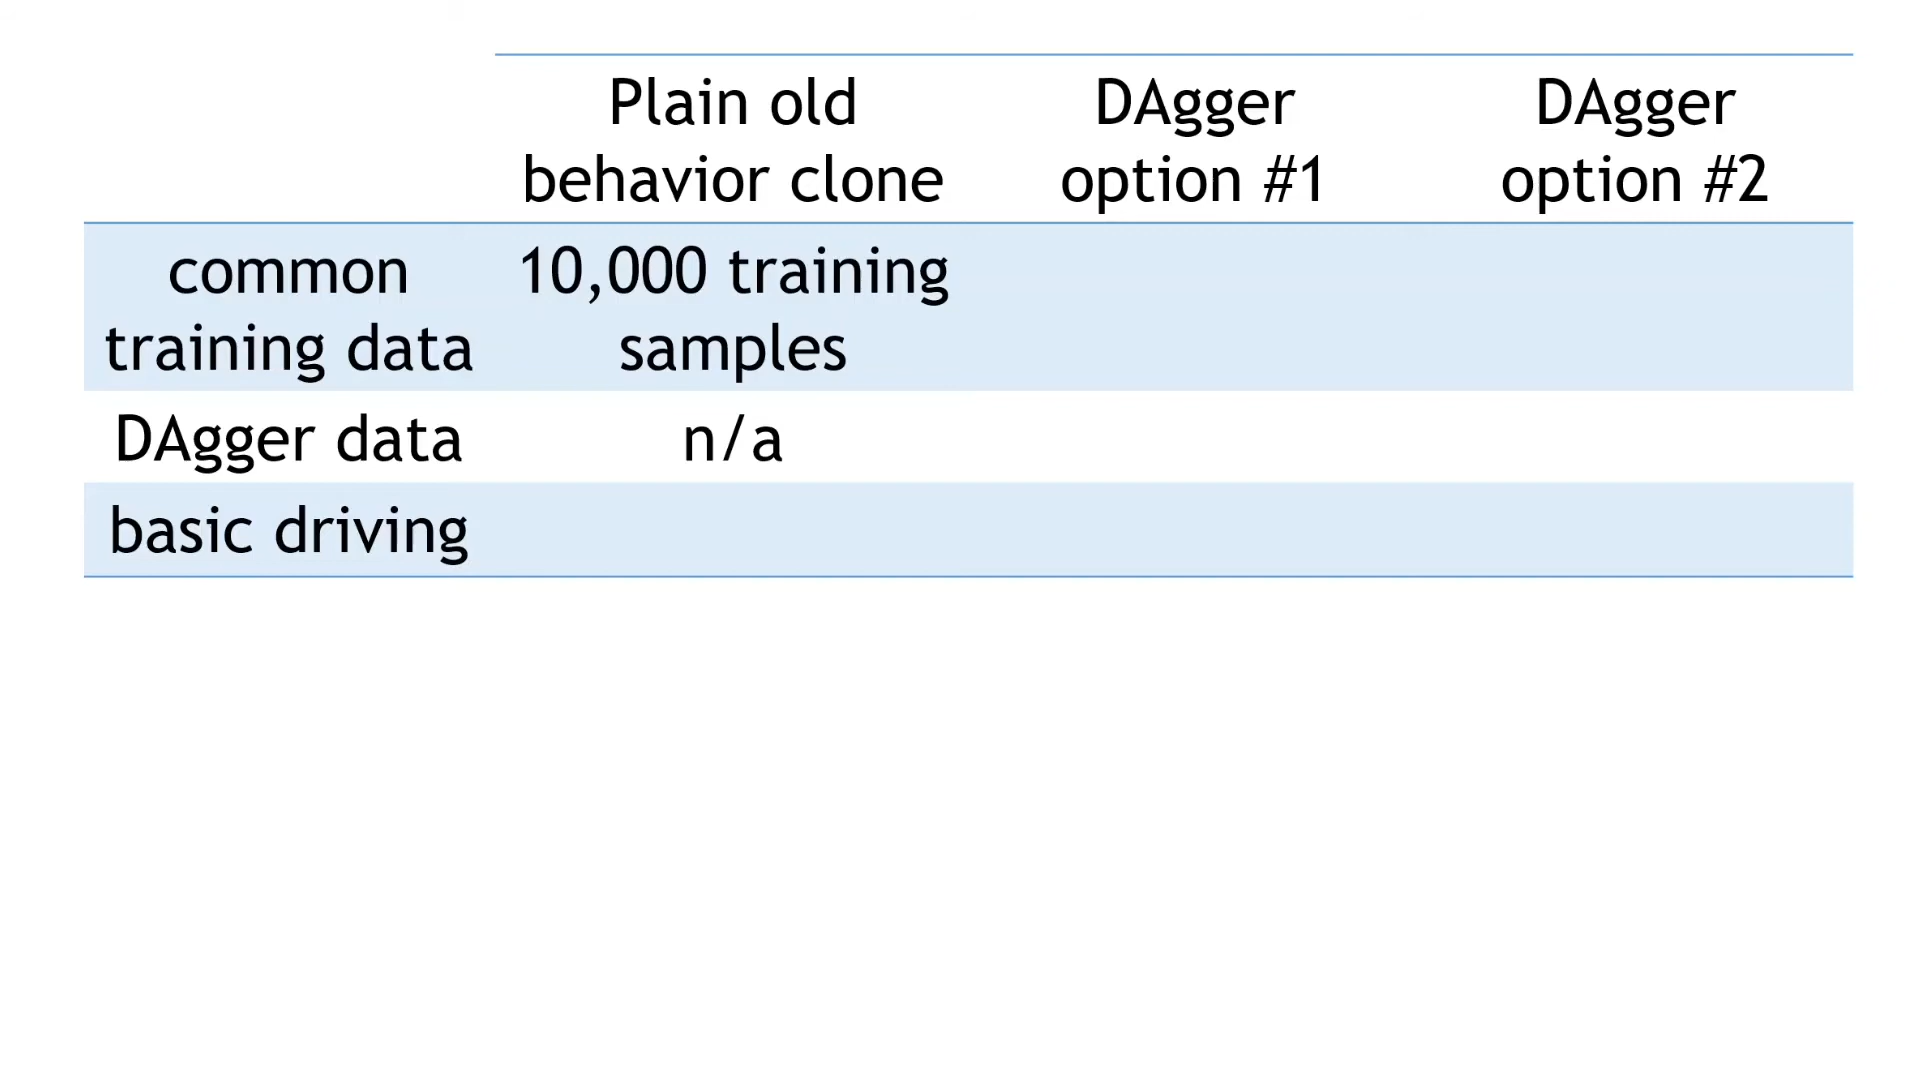 Plain old DAgger DAgger
behavior clone option #1 option #2
common 10,000 training
training data samples
DAgger data n/a
basic driving